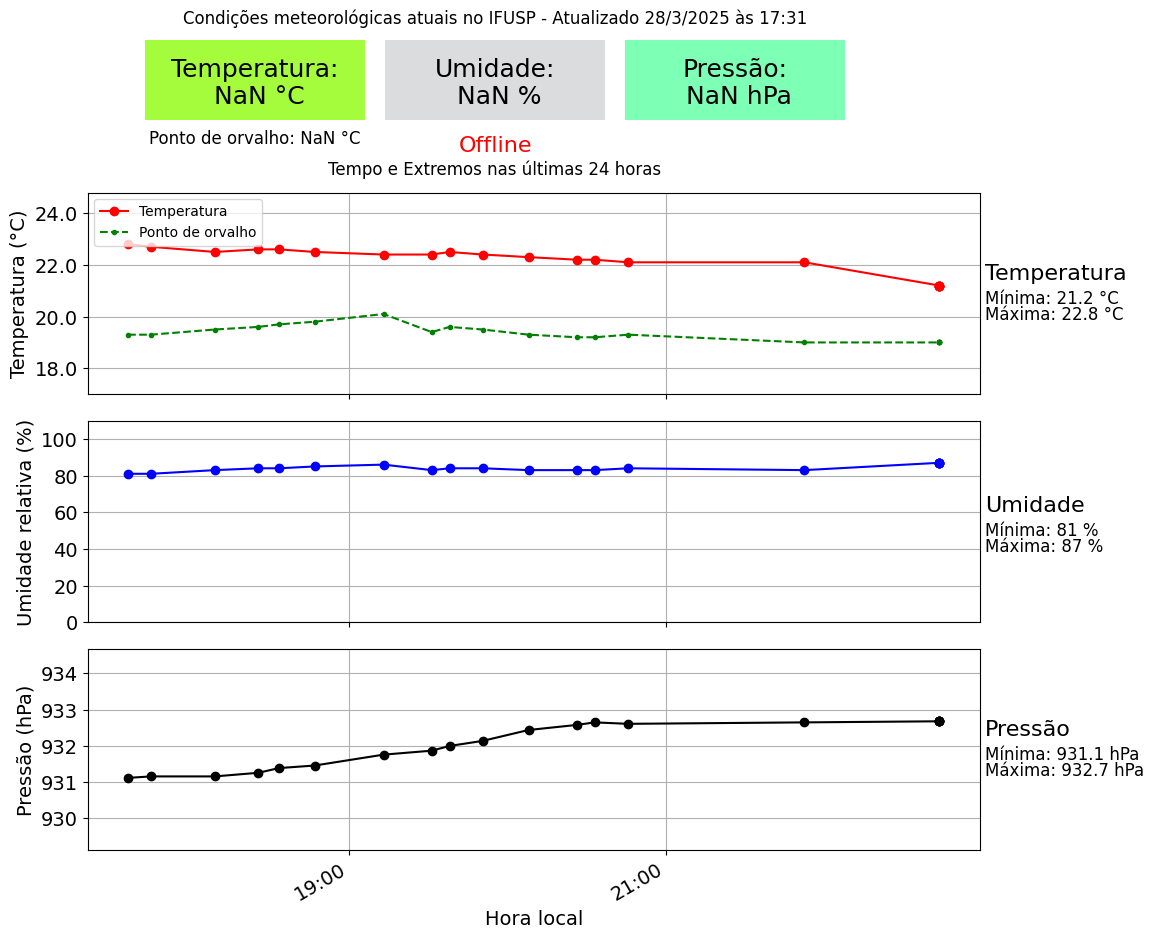 Condições meteorológicas atuais no IFUSP - Atualizado 28/3/2025 às 17:31
Temperatura:
NaN °C
Umidade:
NaN %
Pressão:
NaN hPa
Ponto de orvalho: NaN °C
Offline
Tempo e Extremos nas últimas 24 horas
Temperatura (°C)
24.0
22.0
20.0
18.0
Temperatura
Ponto de orvalho
Temperatura
Mínima: 21.2 °C
Máxima: 22.8 °C
Umidade relativa (%)
100
80
60
40
20
0
Umidade
Mínima: 81 %
Máxima: 87 %
Pressão (hPa)
934
933
932
931
930
Pressão
Mínima: 931.1 hPa
Máxima: 932.7 hPa
19:00
21:00
Hora local